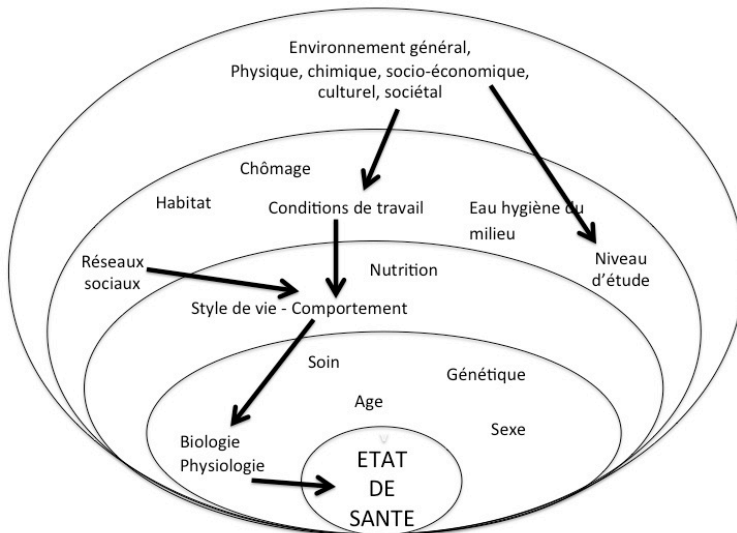 Environnement général,
Physique, chimique, socio-économique,
culturel, sociétal
Chômage
Habitat
Conditions de travail
Eau hygiène du
milieu
Réseaux
sociaux
Nutrition
Niveau
d'étude
Style de vie - Comportement
Soin
Génétique
Age
Sexe
Biologie
Physiologie
ETAT
DE
SANTE